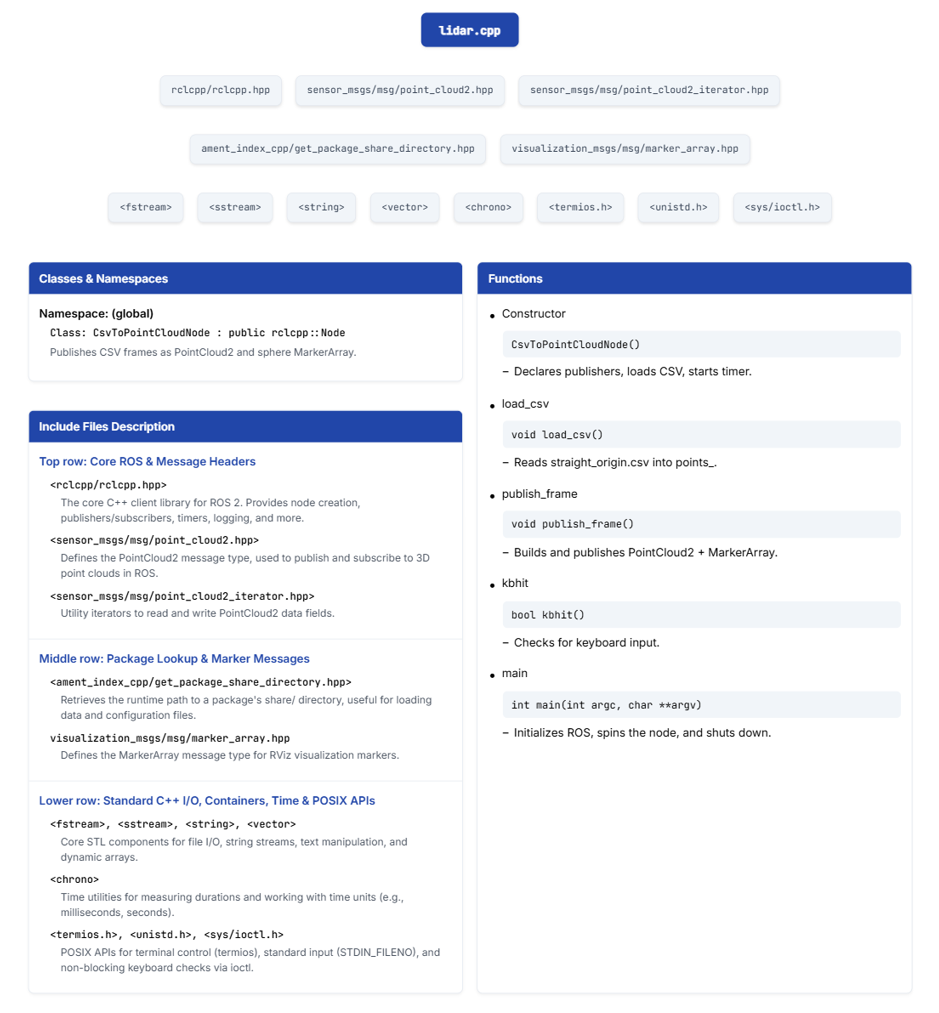 lidar.cpp
rclcpp/rclcpp.hpp
sensor_msgs/msg/point_cloud2.hpp
sensor_msgs/msg/point_cloud2_iterator.hpp
ament_index_cpp/get_package_share_directory.hpp
visualization_msgs/msg/marker_array.hpp
<fstream>
<sstream>
<string>
<vector>
<chrono>
<termios.h>
<unistd.h>
<sys/ioctl.h>
Classes & Namespaces
Namespace: (global)
Class: CsvToPointCloudNode : public rclcpp::Node
Publishes CSV frames as PointCloud2 and sphere MarkerArray.
Include Files Description
Top row: Core ROS & Message Headers
<rclcpp/rclcpp.hpp>
The core C++ client library for ROS 2. Provides node creation,
publishers/subscribers, timers, logging, and more.
<sensor_msgs/msg/point_cloud2.hpp>
Defines the PointCloud2 message type, used to publish and subscribe to 3D
point clouds in ROS.
<sensor_msgs/msg/point_cloud2_iterator.hpp>
Utility iterators to read and write PointCloud2 data fields.
Middle row: Package Lookup & Marker Messages
<ament_index_cpp/get_package_share_directory.hpp>
Retrieves the runtime path to a package's share/ directory, useful for loading
data and configuration files.
visualization_msgs/msg/marker_array.hpp
Defines the MarkerArray message type for RViz visualization markers.
Lower row: Standard C++ I/O, Containers, Time & POSIX APIs
<fstream>, <sstream>, <string>, <vector>
Core STL components for file I/O, string streams, text manipulation, and
dynamic arrays.
<chrono>
Time utilities for measuring durations and working with time units (e.g.,
milliseconds, seconds).
<termios.h>, <unistd.h>, <sys/ioctl.h>
POSIX APIs for terminal control (termios), standard input (STDIN_FILENO), and
non-blocking keyboard checks via ioctl.
Functions
• Constructor
CsvToPointCloudNode()
– Declares publishers, loads CSV, starts timer.
• load_csv
void load_csv()
– Reads straight_origin.csv into points_.
• publish_frame
void publish_frame()
– Builds and publishes PointCloud2 + MarkerArray.
• kbhit
bool kbhit()
– Checks for keyboard input.
• main
int main(int argc, char **argv)
– Initializes ROS, spins the node, and shuts down.